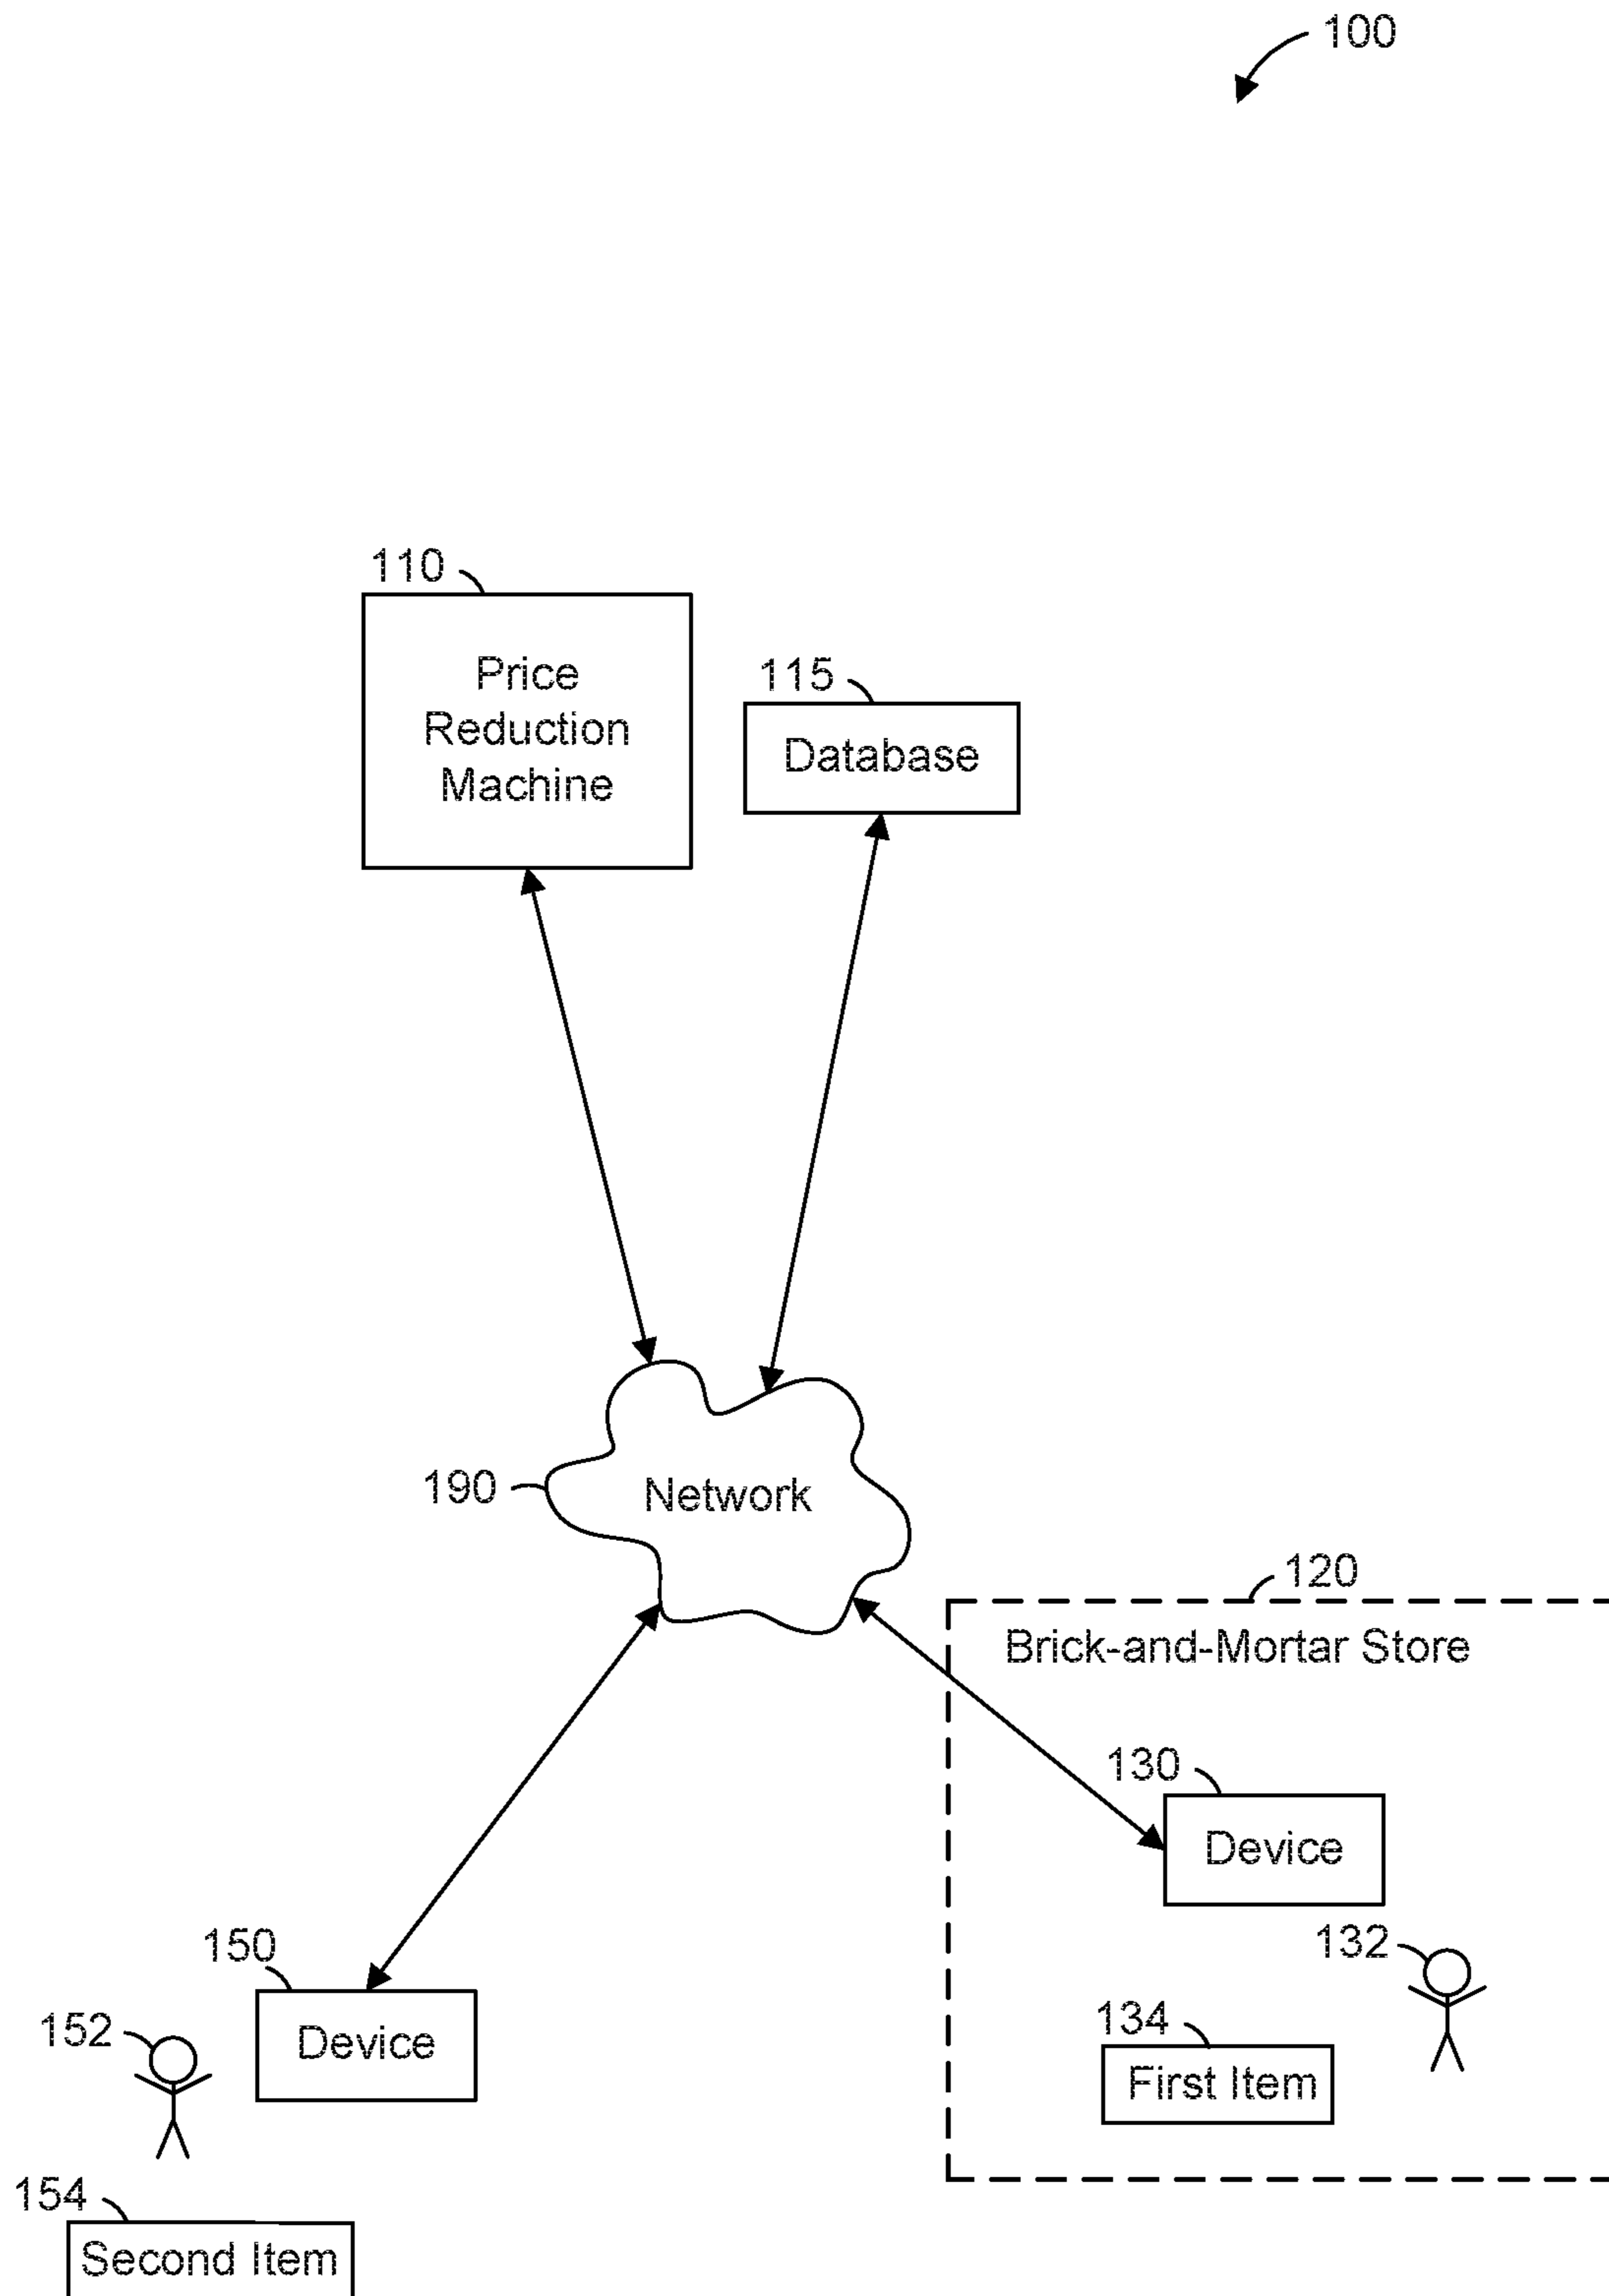 100
110
Price
Reduction
Machine
115
Database
190
Network
120
Brick-and-Mortar Store
130
Device
132
134
First Item
150
Device
152
154
Second Item